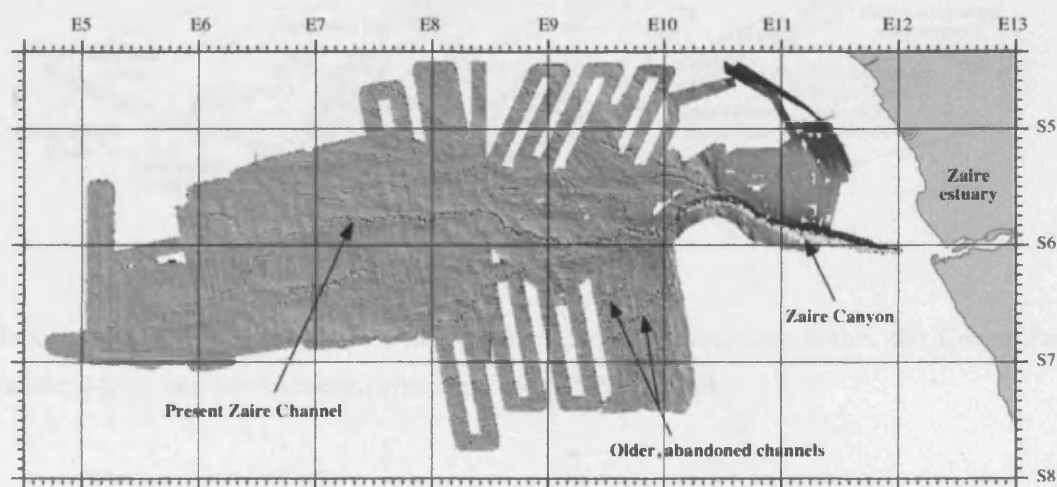 E5 E6 E7 E8 E9 E10 E11 E12 E13
S5
Zaire
estuary
S6
Zaire Canyon
S7
Present Zaire Channel
Older, abandoned channels
S8